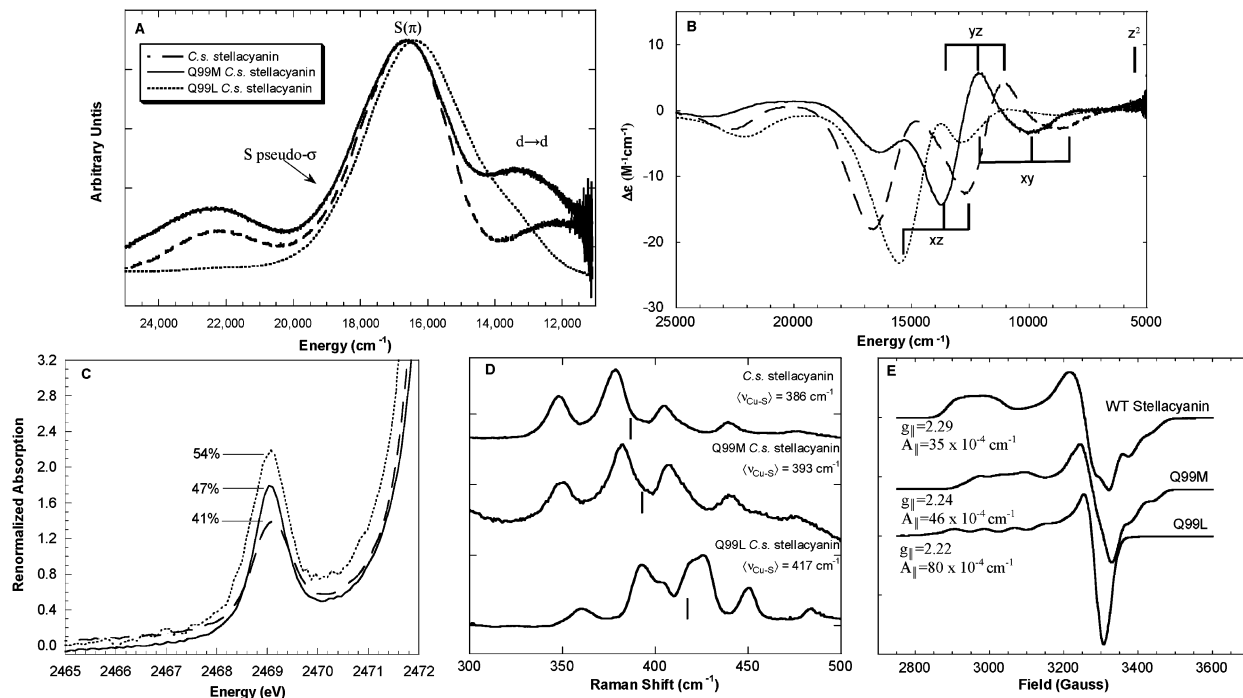 A
S(π)
C.s. stellacyanin
Q99M C.s. stellacyanin
Q99L C.s. stellacyanin
S pseudo-σ
d→d
Arbitrary Untis
24,000 22,000 20,000 18,000 16,000 14,000 12,000
Energy (cm⁻¹)
B
yz
z²
xy
xz
10
0
-10
-20
-30
Δε (M⁻¹cm⁻¹)
25000 20000 15000 10000 5000
Energy (cm⁻¹)
C
3.2
2.8
2.4
2.0
1.6
1.2
0.8
0.4
0.0
54%
47%
41%
Renormalized Absorption
2465 2466 2467 2468 2469 2470 2471 2472
Energy (eV)
D
C.s. stellacyanin
⟨νCu-S⟩ = 386 cm⁻¹
Q99M C.s. stellacyanin
⟨νCu-S⟩ = 393 cm⁻¹
Q99L C.s. stellacyanin
⟨νCu-S⟩ = 417 cm⁻¹
300 350 400 450 500
Raman Shift (cm⁻¹)
E
WT Stellacyanin
g||=2.29
A||=35 x 10⁻⁴ cm⁻¹
Q99M
g||=2.24
A||=46 x 10⁻⁴ cm⁻¹
Q99L
g||=2.22
A||=80 x 10⁻⁴ cm⁻¹
2800 3000 3200 3400 3600
Field (Gauss)